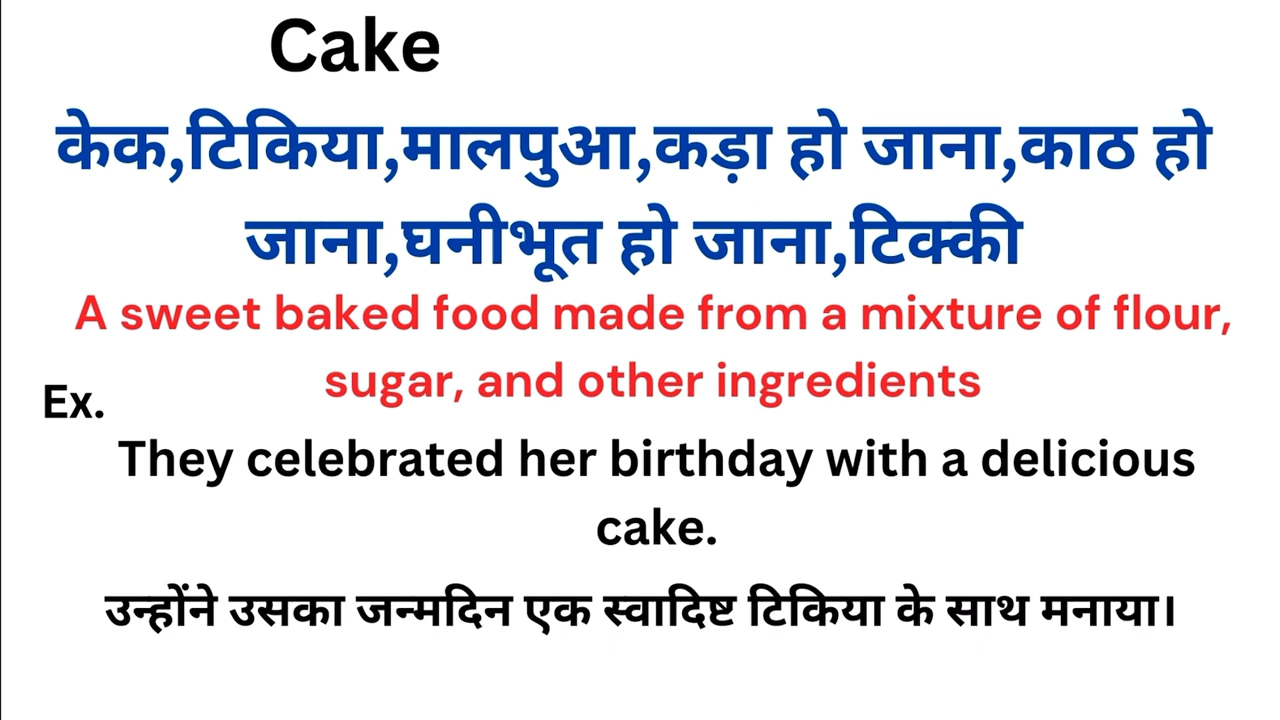 Cake
केक,टिकिया,मालपुआ,कड़ा हो जाना,काठ हो
जाना,घनीभूत हो जाना,टिक्की
A sweet baked food made from a mixture of flour,
sugar, and other ingredients
Ex.
They celebrated her birthday with a delicious
cake.
उन्होंने उसका जन्मदिन एक स्वादिष्ट टिकिया के साथ मनाया।